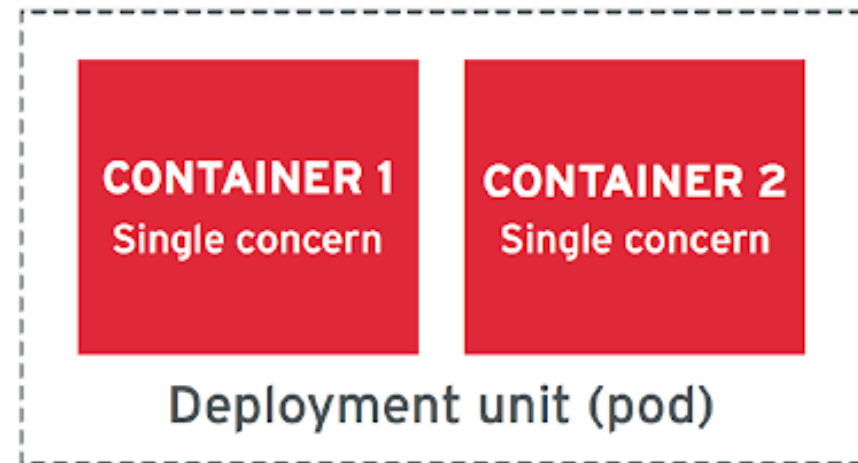 CONTAINER 1
Single concern
CONTAINER 2
Single concern
Deployment unit (pod)